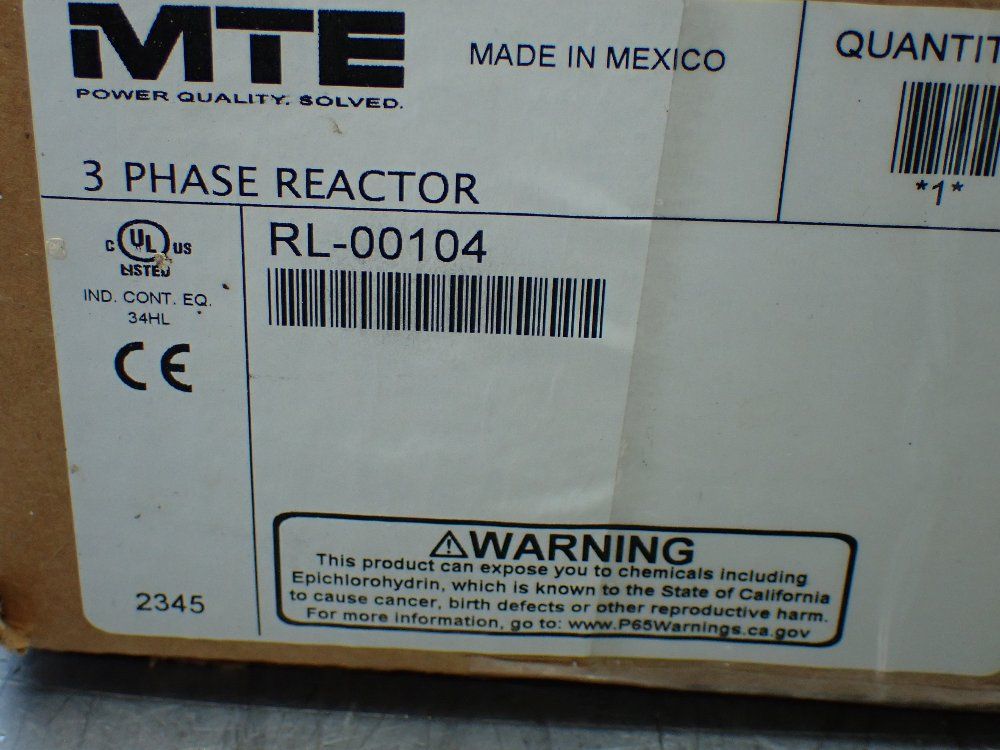 MTE
POWER QUALITY. SOLVED.
MADE IN MEXICO
QUANTIT
*1*
3 PHASE REACTOR
C UL US
LISTED
IND. CONT. EQ.
34HL
CE
RL-00104
2345
⚠WARNING
This product can expose you to chemicals including
Epichlorohydrin, which is known to the State of California
to cause cancer, birth defects or other reproductive harm.
For more information, go to: www.P65Warnings.ca.gov